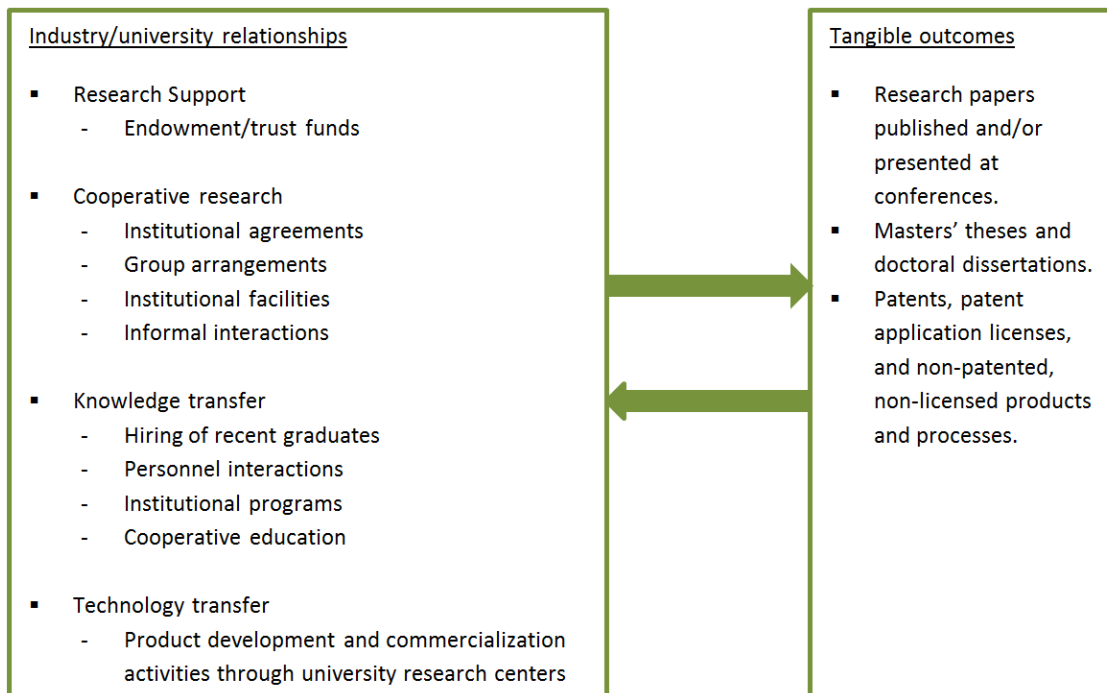 Industry/university relationships
▪ Research Support
- Endowment/trust funds
▪ Cooperative research
- Institutional agreements
- Group arrangements
- Institutional facilities
- Informal interactions
▪ Knowledge transfer
- Hiring of recent graduates
- Personnel interactions
- Institutional programs
- Cooperative education
▪ Technology transfer
- Product development and commercialization
activities through university research centers
Tangible outcomes
▪ Research papers
published and/or
presented at
conferences.
▪ Masters’ theses and
doctoral dissertations.
▪ Patents, patent
application licenses,
and non-patented,
non-licensed products
and processes.